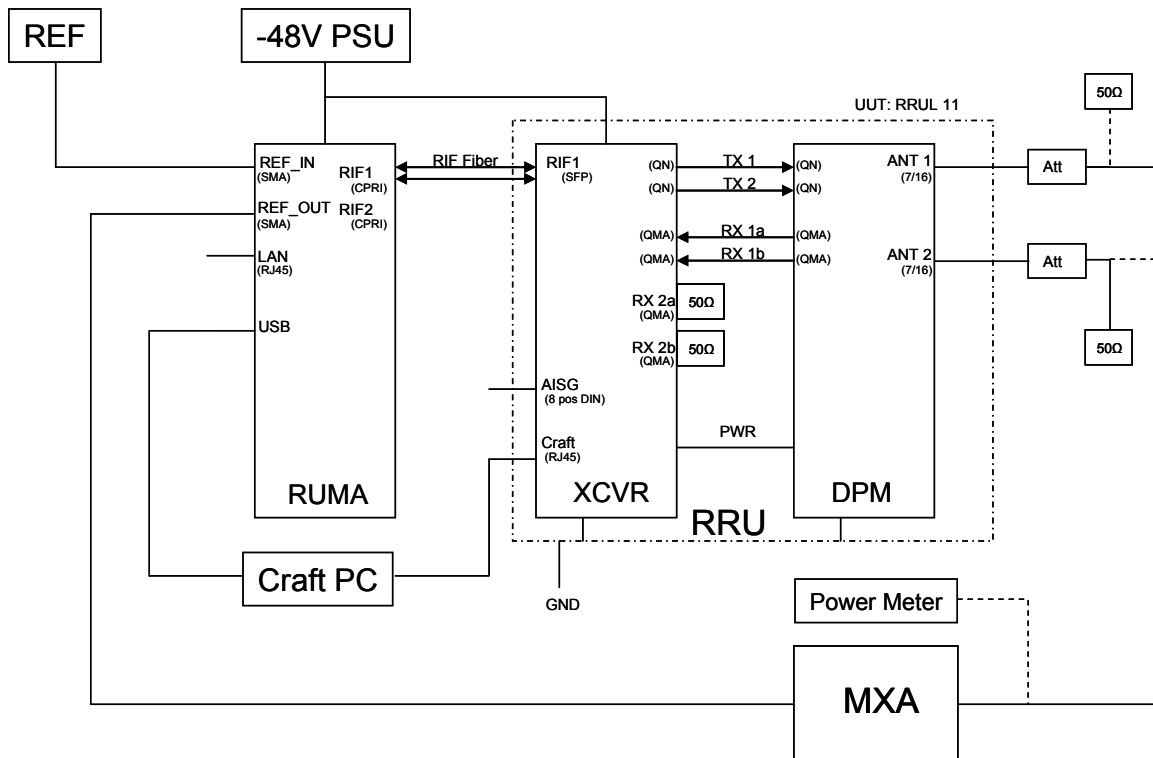 REF
-48V PSU
50Ω
UUT: RRUL 11
REF_IN
(SMA)
RIF1
(CPRI)
REF_OUT
(SMA)
RIF2
(CPRI)
LAN
(RJ45)
USB
RUMA
RIF Fiber
RIF1
(SFP)
(QN)
TX 1
(QN)
(QN)
TX 2
(QN)
(QMA)
RX 1a
(QMA)
(QMA)
RX 1b
(QMA)
RX 2a
(QMA)
50Ω
RX 2b
(QMA)
50Ω
AISG
(8 pos DIN)
Craft
(RJ45)
XCVR
PWR
ANT 1
(7/16)
ANT 2
(7/16)
DPM
Att
Att
50Ω
RRU
Craft PC
GND
Power Meter
MXA